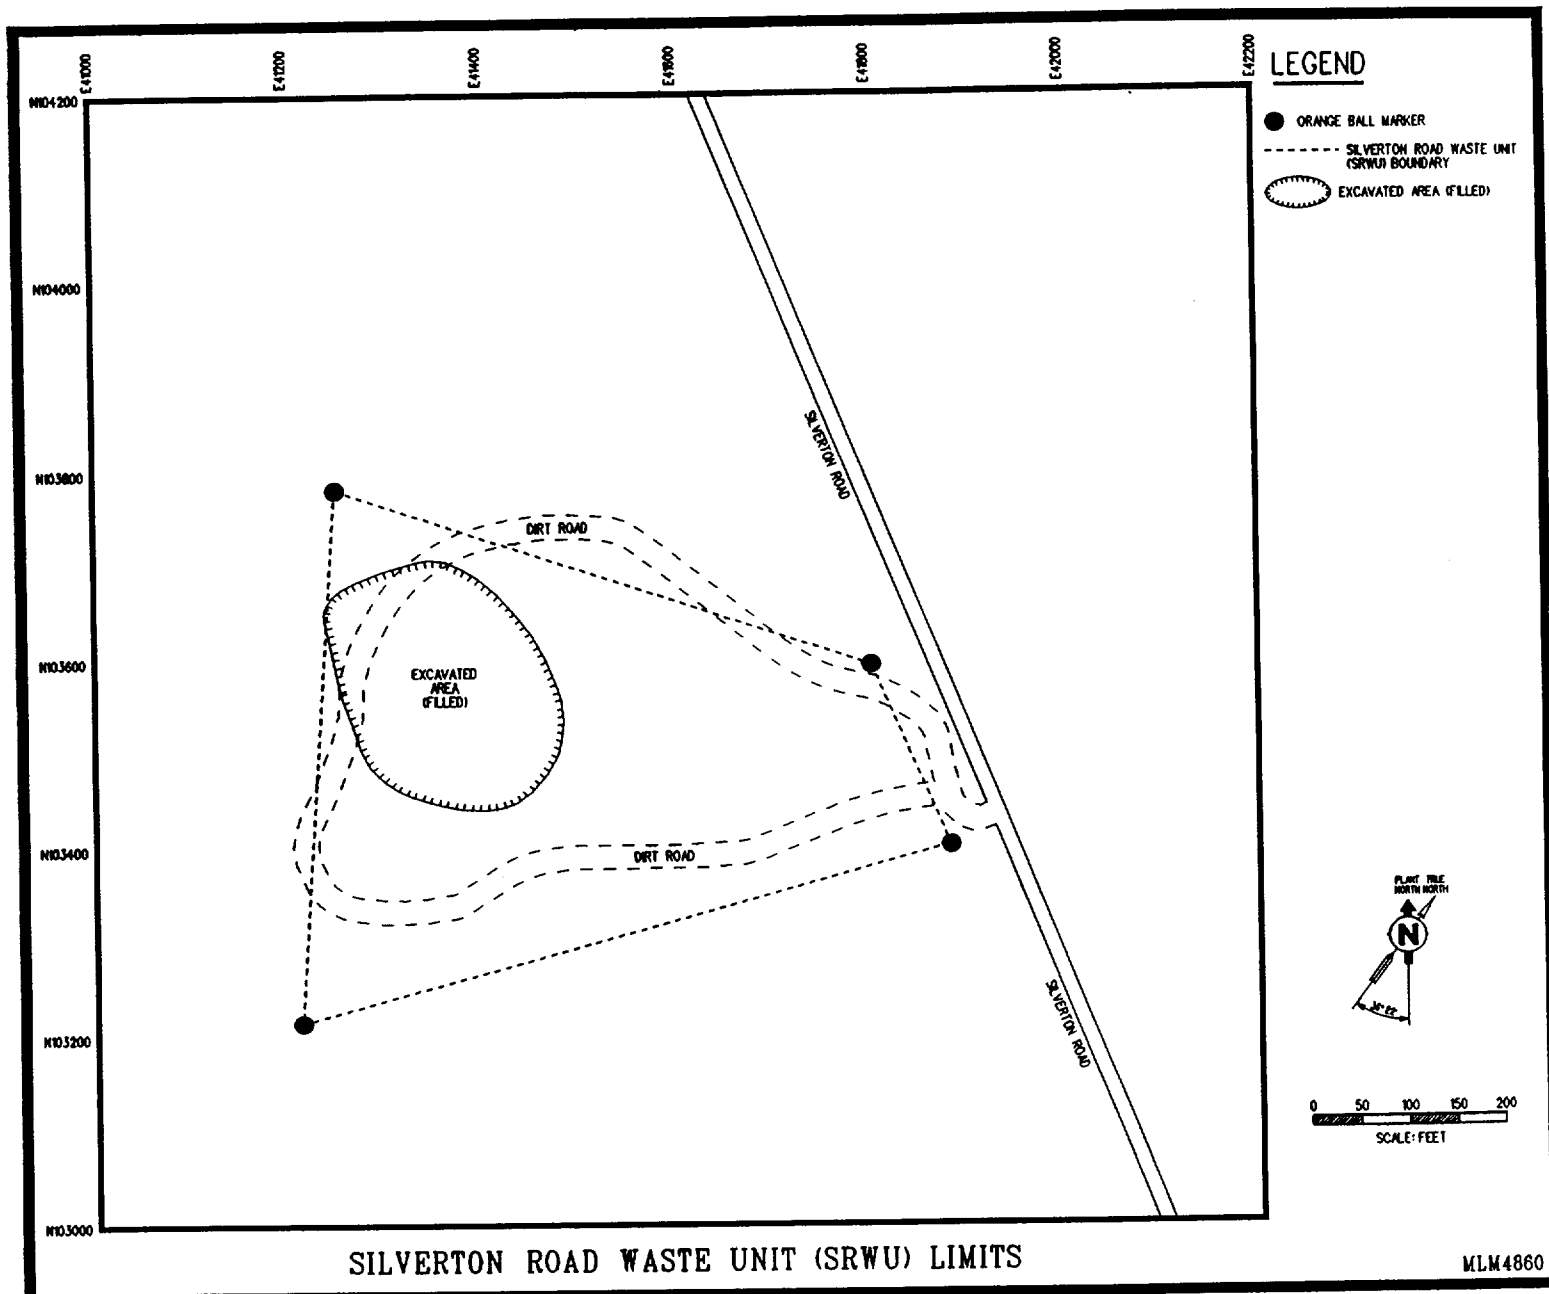 E41000
E41200
E41400
E41600
E41800
E42000
E42200
LEGEND
N104200
ORANGE BALL MARKER
SILVERTON ROAD WASTE UNIT
(SRWU) BOUNDARY
EXCAVATED AREA (FILLED)
N104000
SILVERTON ROAD
N103800
DIRT ROAD
N103600
EXCAVATED
AREA
(FILLED)
N103400
DIRT ROAD
PLANT TRUE
NORTH NORTH
N
SILVERTON ROAD
N103200
0 50 100 150 200
SCALE: FEET
N103000
SILVERTON ROAD WASTE UNIT (SRWU) LIMITS
MLM4860